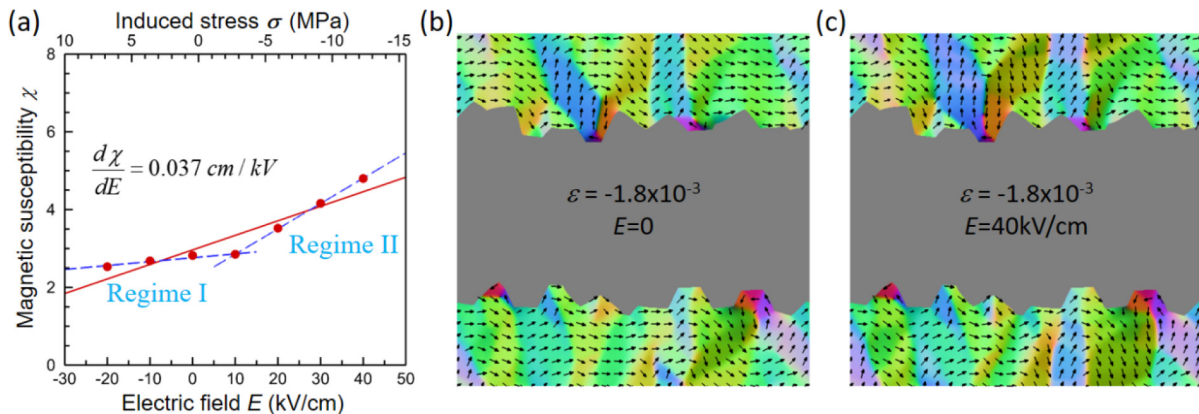 (a)
Induced stress σ (MPa)
10 5 0 -5 -10 -15
Magnetic susceptibility χ
8
6
4
2
0
dχ/dE = 0.037 cm / kV
Regime I
Regime II
-30 -20 -10 0 10 20 30 40 50
Electric field E (kV/cm)
(b)
ε = -1.8x10⁻³
E=0
(c)
ε = -1.8x10⁻³
E=40kV/cm